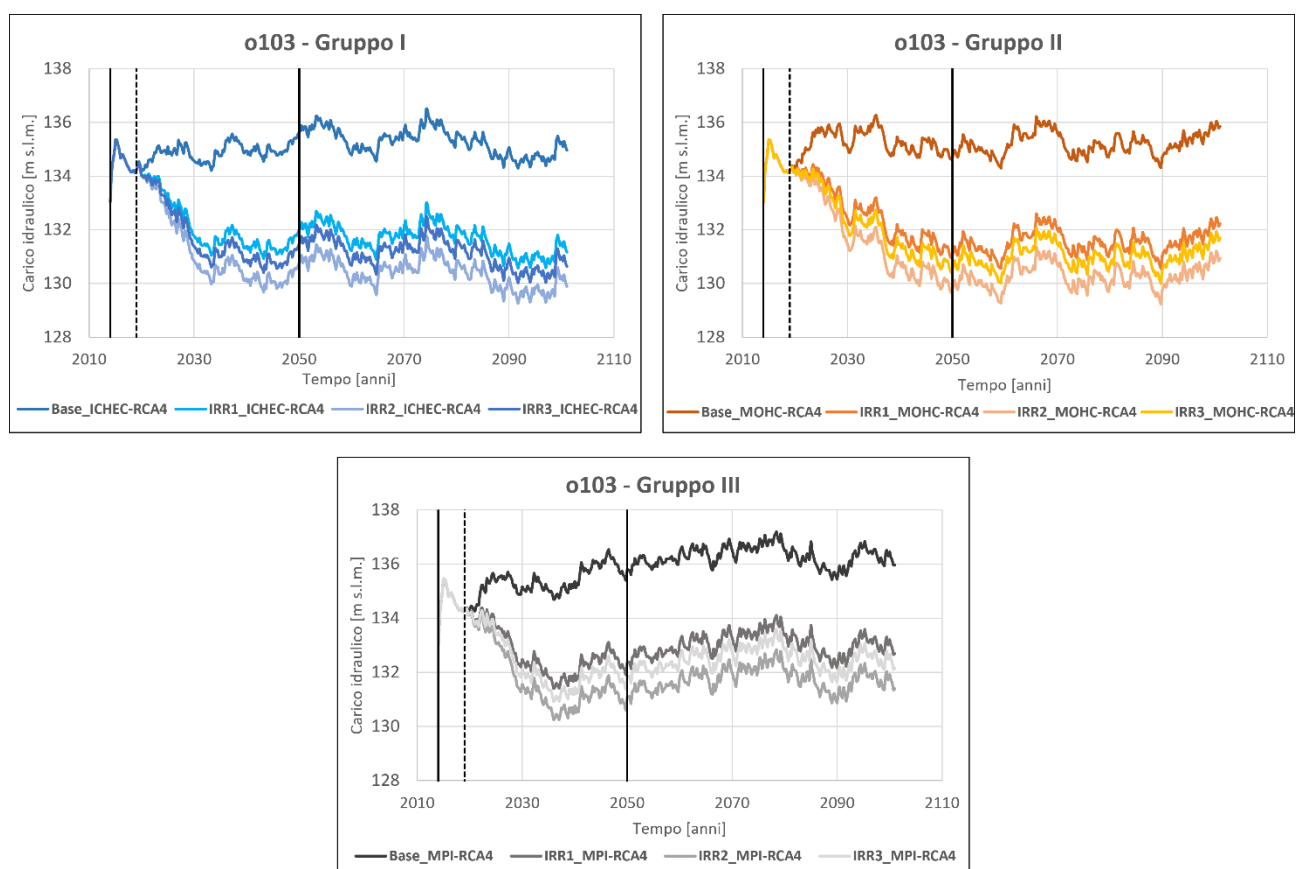 o103 - Gruppo I
Carico idraulico [m s.l.m.]
138
136
134
132
130
128
2010 2030 2050 2070 2090 2110
Tempo [anni]
Base_ICHEC-RCA4 IRR1_ICHEC-RCA4 IRR2_ICHEC-RCA4 IRR3_ICHEC-RCA4
o103 - Gruppo II
Carico idraulico [m s.l.m.]
138
136
134
132
130
128
2010 2030 2050 2070 2090 2110
Tempo [anni]
Base_MOHC-RCA4 IRR1_MOHC-RCA4 IRR2_MOHC-RCA4 IRR3_MOHC-RCA4
o103 - Gruppo III
Carico idraulico [m s.l.m.]
138
136
134
132
130
128
2010 2030 2050 2070 2090 2110
Tempo [anni]
Base_MPI-RCA4 IRR1_MPI-RCA4 IRR2_MPI-RCA4 IRR3_MPI-RCA4